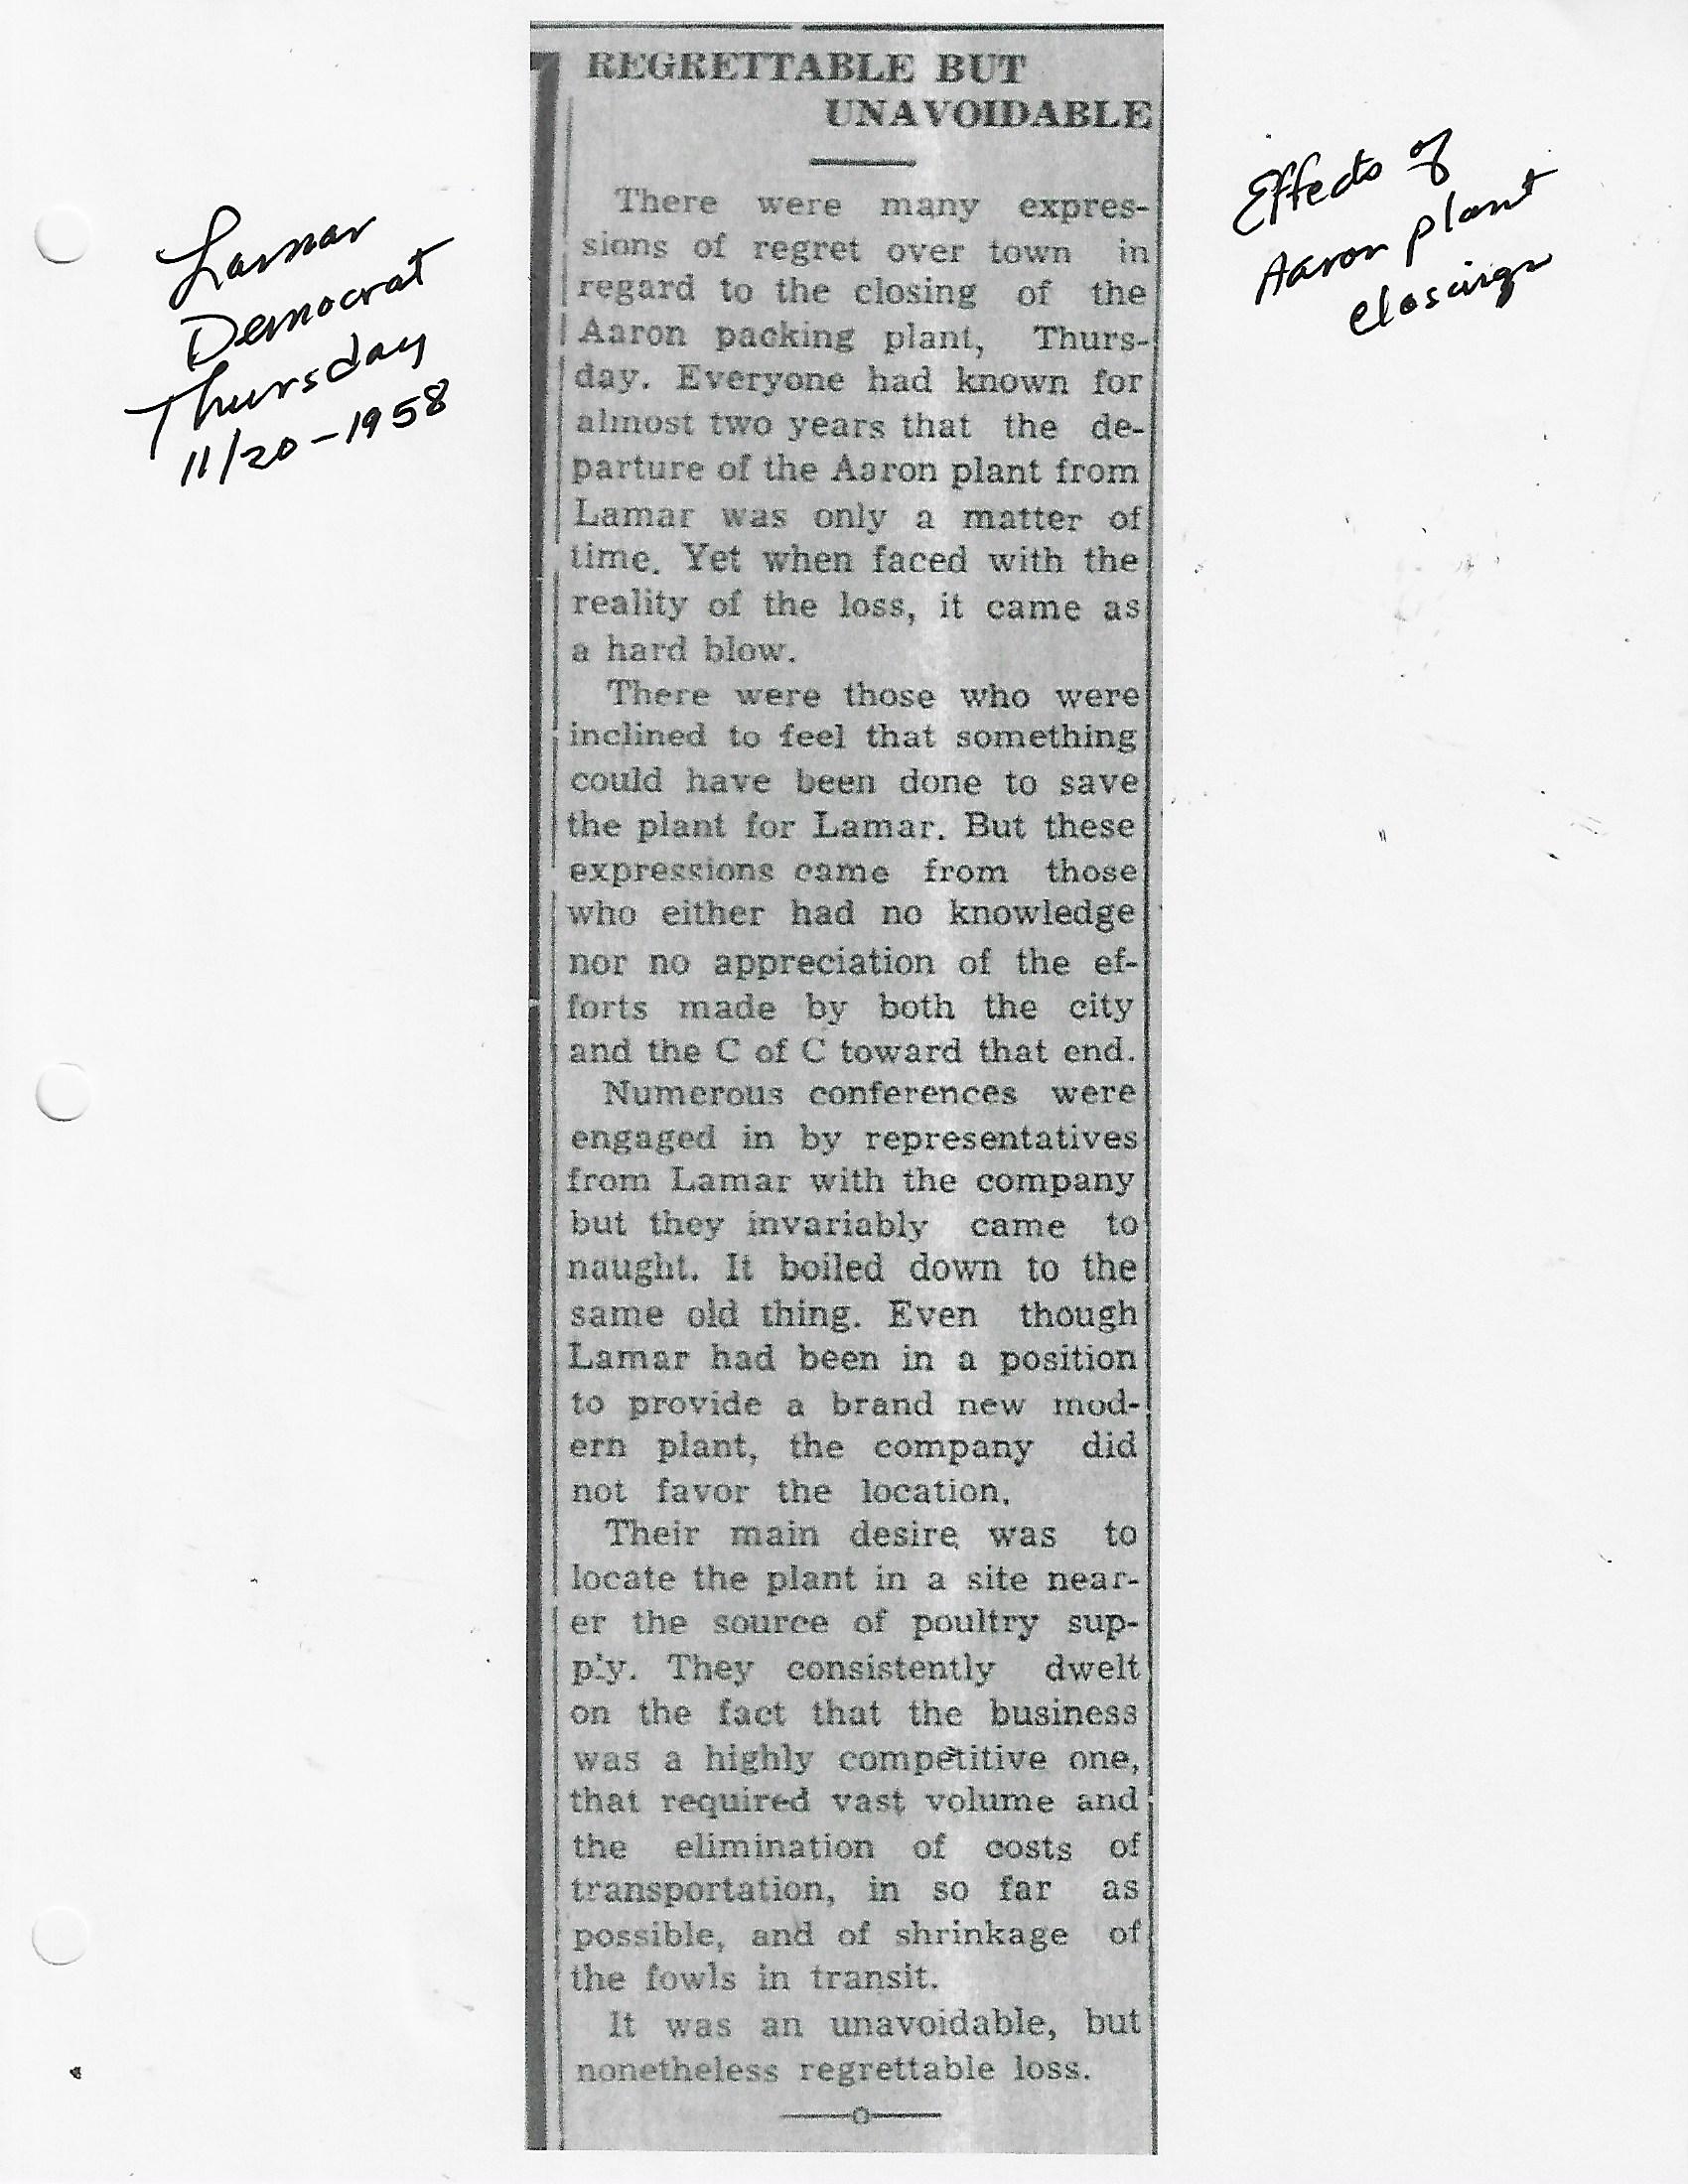 Lamar
Democrat
Thursday
11/20-1958
REGRETTABLE BUT
UNAVOIDABLE
There were many expres-
sions of regret over town in
regard to the closing of the
Aaron packing plant, Thurs-
day. Everyone had known for
almost two years that the de-
parture of the Aaron plant from
Lamar was only a matter of
time. Yet when faced with the
reality of the loss, it came as
a hard blow.
There were those who were
inclined to feel that something
could have been done to save
the plant for Lamar. But these
expressions came from those
who either had no knowledge
nor no appreciation of the ef-
forts made by both the city
and the C of C toward that end.
Numerous conferences were
engaged in by representatives
from Lamar with the company
but they invariably came to
naught. It boiled down to the
same old thing. Even though
Lamar had been in a position
to provide a brand new mod-
ern plant, the company did
not favor the location.
Their main desire was to
locate the plant in a site near-
er the source of poultry sup-
ply. They consistently dwelt
on the fact that the business
was a highly competitive one,
that required vast volume and
the elimination of costs of
transportation, in so far as
possible, and of shrinkage of
the fowls in transit.
It was an unavoidable, but
nonetheless regrettable loss.
Effects of
Aaron plant
closing